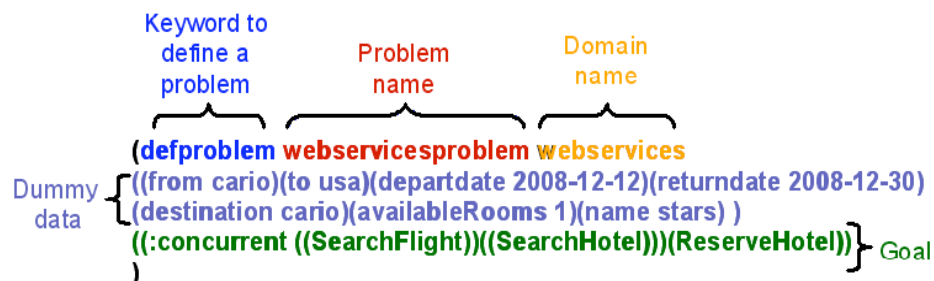 Keyword to
define a
problem
Problem
name
Domain
name
(defproblem webservicesproblem webservices
Dummy
data
((from cario)(to usa)(departdate 2008-12-12)(returndate 2008-12-30)
(destination cario)(availableRooms 1)(name stars) )
((:concurrent ((SearchFlight))((SearchHotel)))(ReserveHotel))
Goal
)